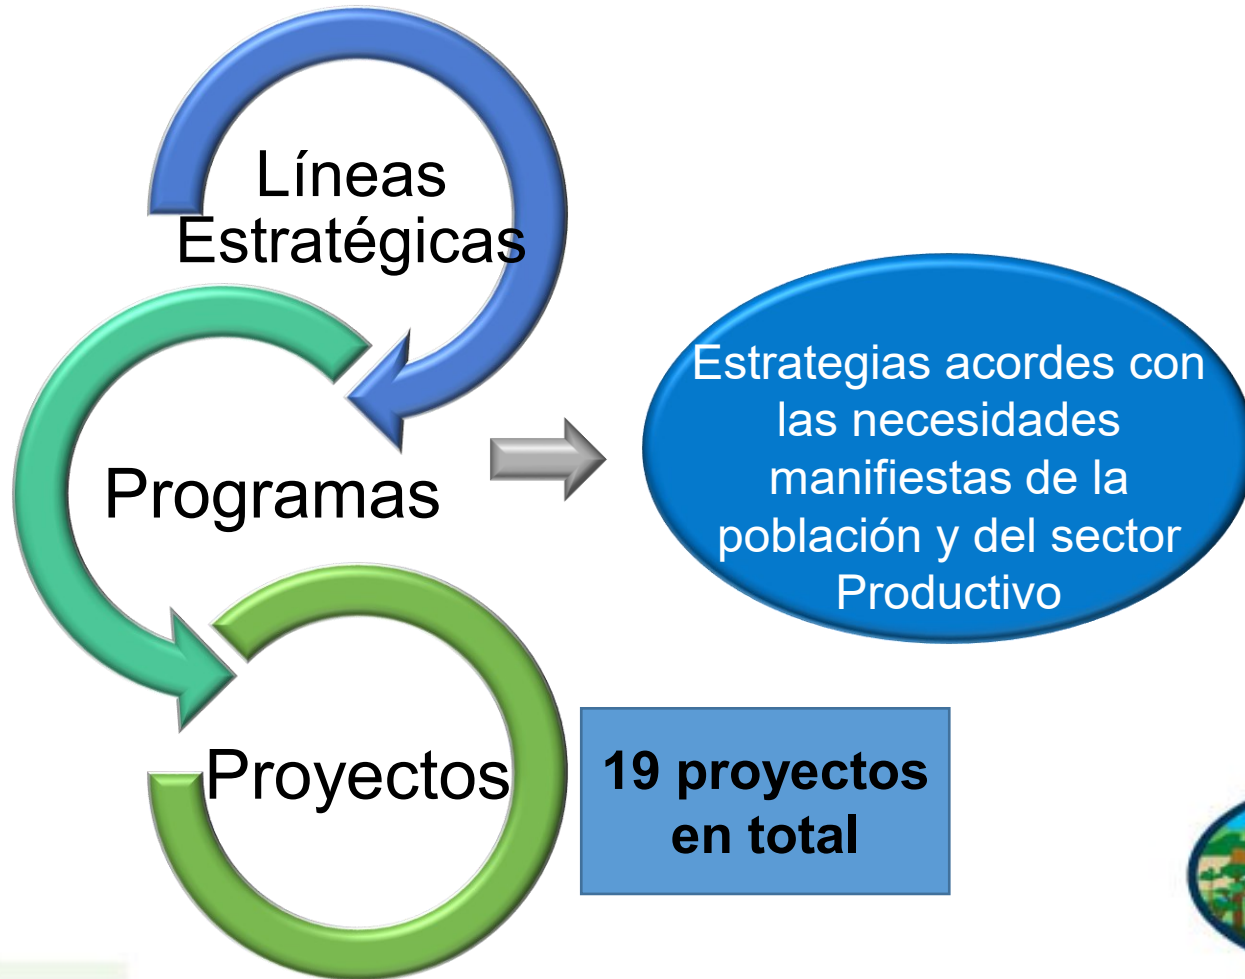 Líneas
Estratégicas
Programas
Proyectos
Estrategias acordes con
las necesidades
manifiestas de la
población y del sector
Productivo
19 proyectos
en total